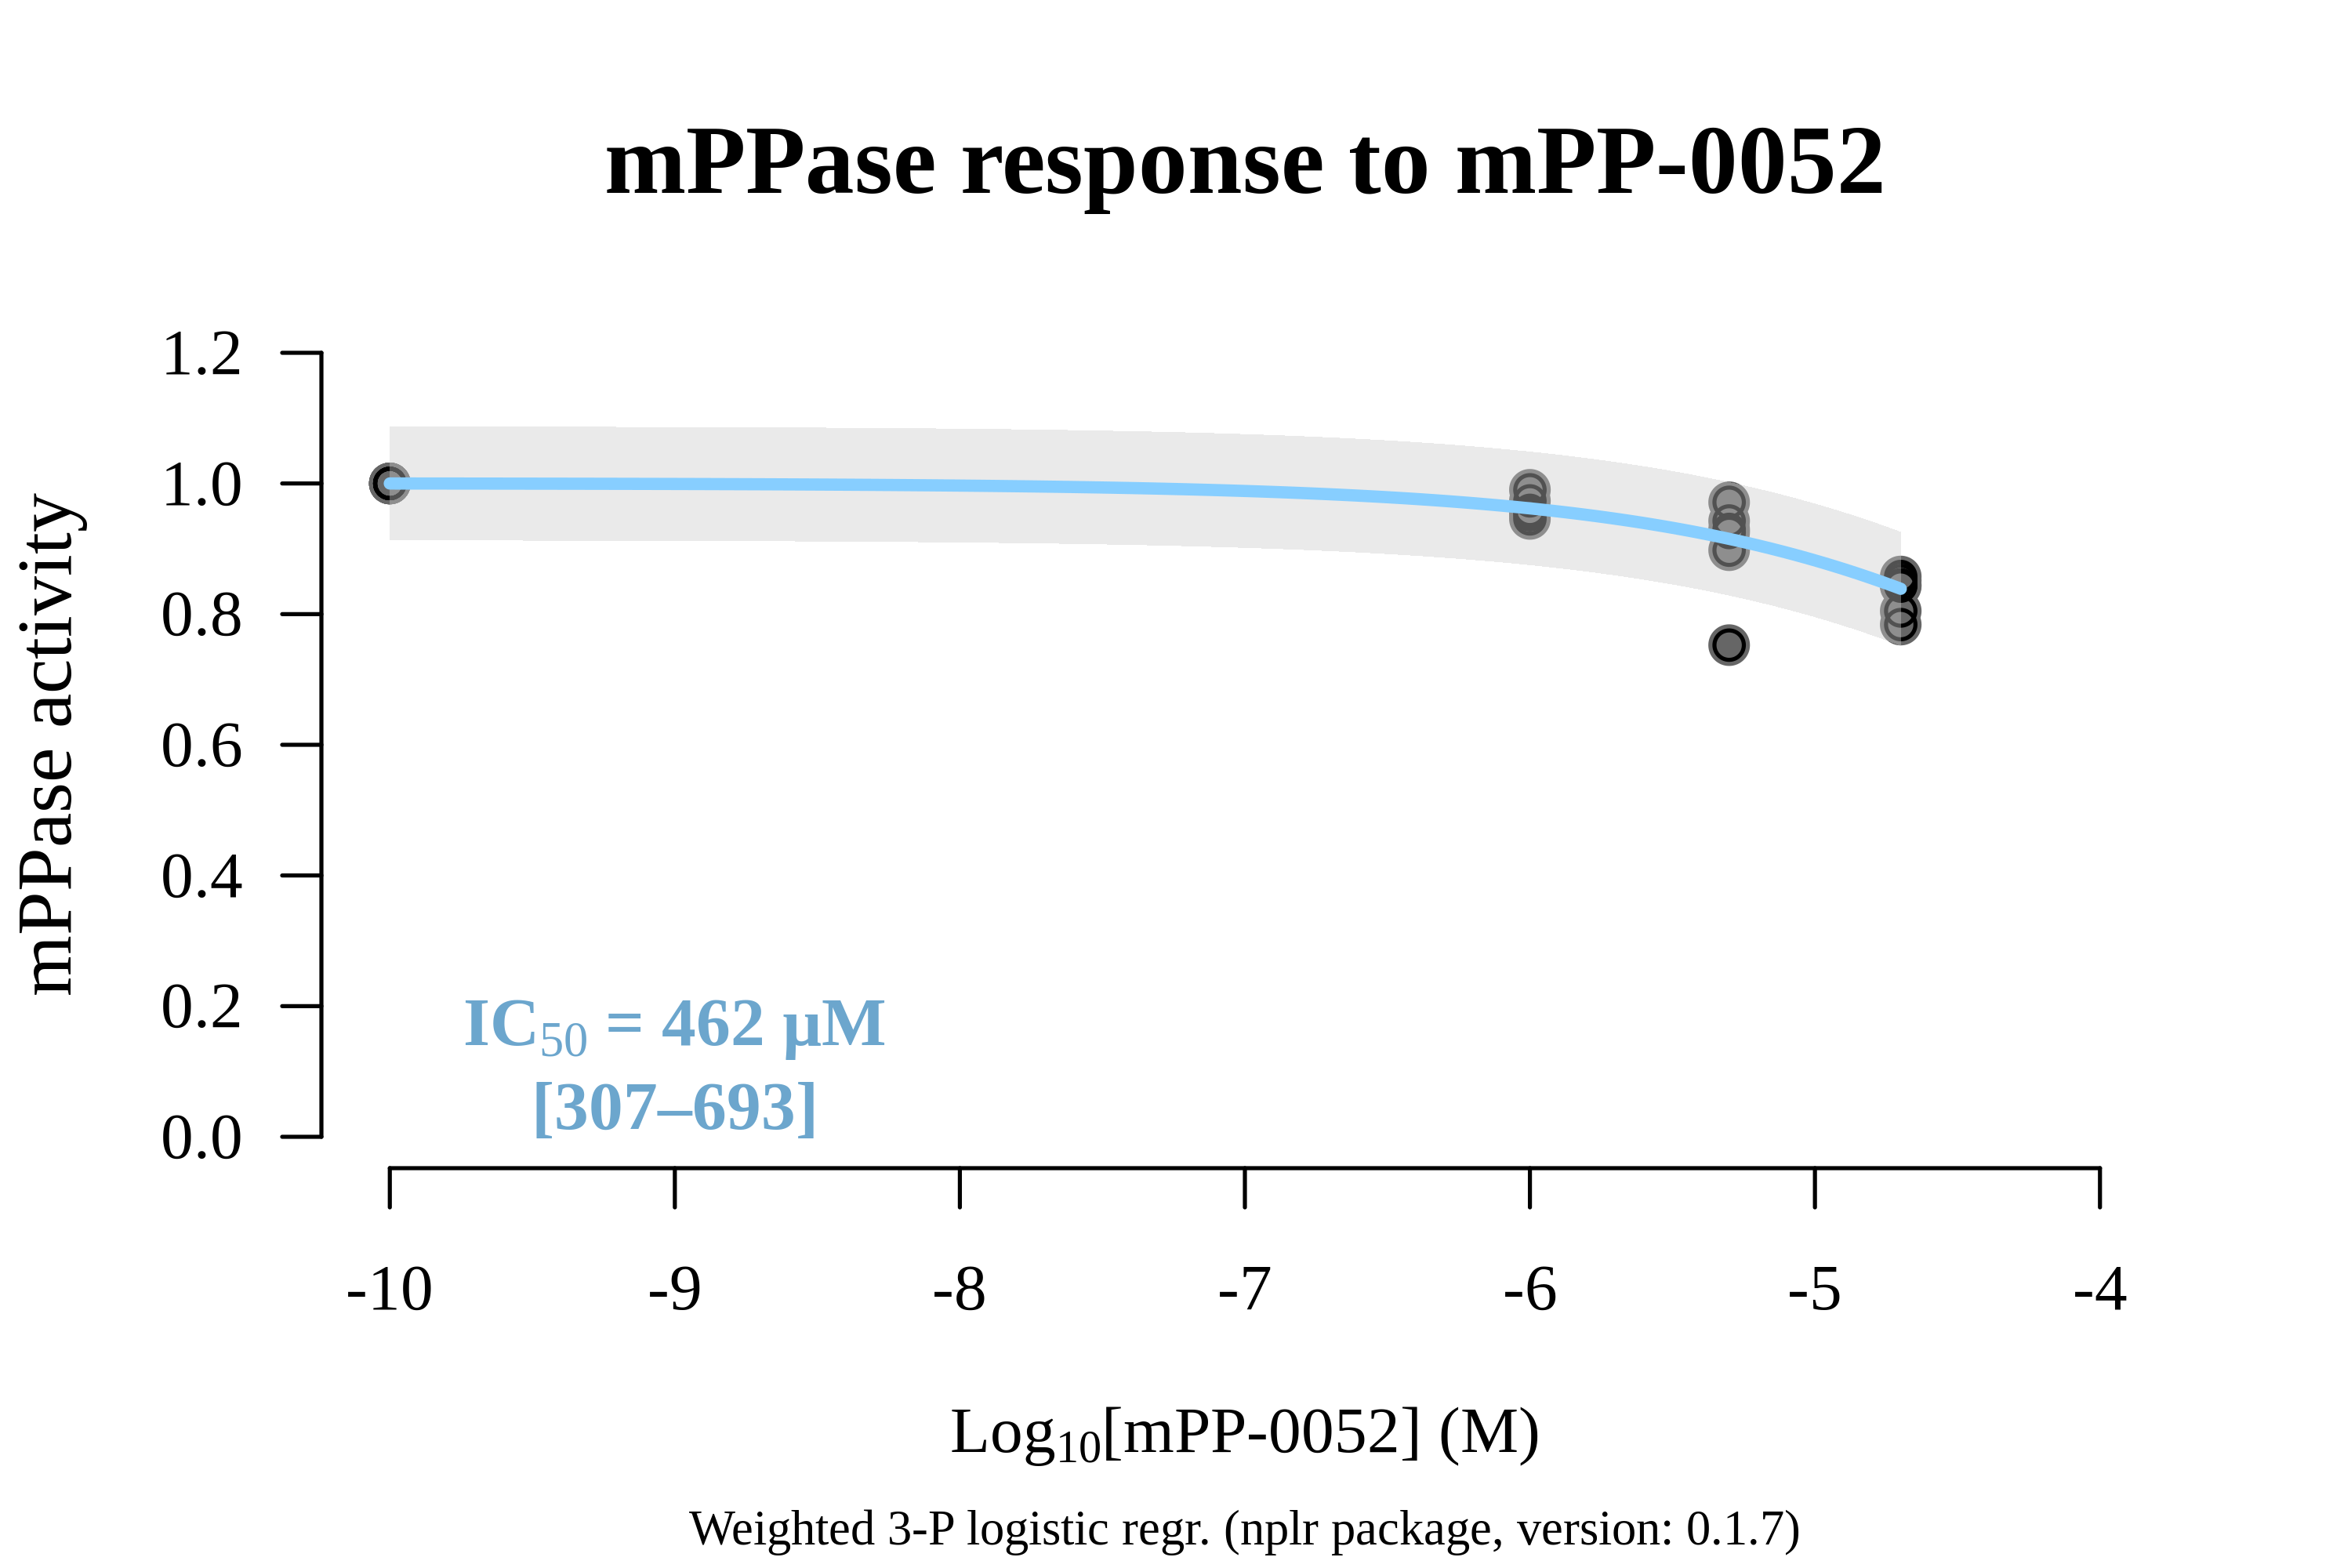 mPPase response to mPP-0052
mPPase activity
1.2
1.0
0.8
0.6
0.4
0.2
0.0
IC50 = 462 µM
[307–693]
-10 -9 -8 -7 -6 -5 -4
Log10[mPP-0052] (M)
Weighted 3-P logistic regr. (nplr package, version: 0.1.7)